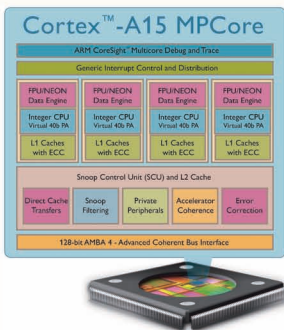 Cortex™-A15 MPCore
ARM CoreSight™ Multicore Debug and Trace
Generic Interrupt Control and Distribution
FPU/NEON
Data Engine
FPU/NEON
Data Engine
FPU/NEON
Data Engine
FPU/NEON
Data Engine
Integer CPU
Virtual 40b PA
Integer CPU
Virtual 40b PA
Integer CPU
Virtual 40b PA
Integer CPU
Virtual 40b PA
L1 Caches
with ECC
L1 Caches
with ECC
L1 Caches
with ECC
L1 Caches
with ECC
Snoop Control Unit (SCU) and L2 Cache
Direct Cache
Transfers
Snoop
Filtering
Private
Peripherals
Accelerator
Coherence
Error
Correction
128-bit AMBA 4 - Advanced Coherent Bus Interface